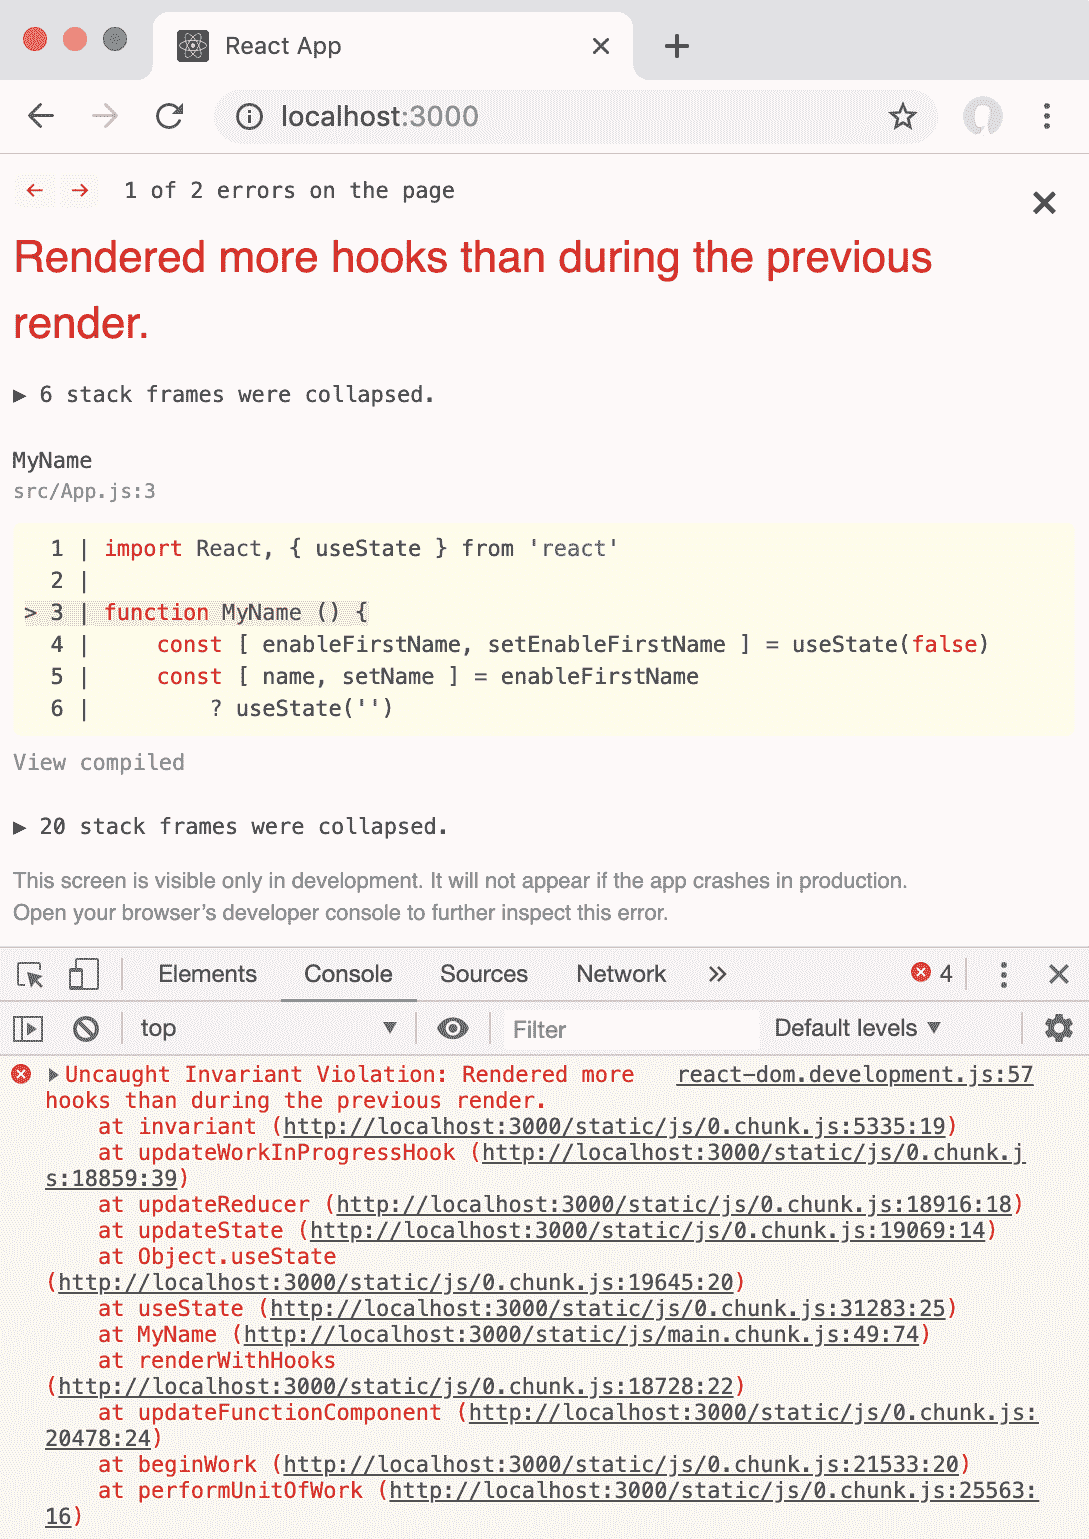 React App
localhost:3000
1 of 2 errors on the page
Rendered more hooks than during the previous
render.
▶ 6 stack frames were collapsed.
MyName
src/App.js:3
1 | import React, { useState } from 'react'
2 |
> 3 | function MyName () {
4 |     const [ enableFirstName, setEnableFirstName ] = useState(false)
5 |     const [ name, setName ] = enableFirstName
6 |         ? useState('')
View compiled
▶ 20 stack frames were collapsed.
This screen is visible only in development. It will not appear if the app crashes in production.
Open your browser’s developer console to further inspect this error.
Elements Console Sources Network » 4
top ▼ Filter Default levels ▼
▶Uncaught Invariant Violation: Rendered more react-dom.development.js:57
hooks than during the previous render.
at invariant (http://localhost:3000/static/js/0.chunk.js:5335:19)
at updateWorkInProgressHook (http://localhost:3000/static/js/0.chunk.j
s:18859:39)
at updateReducer (http://localhost:3000/static/js/0.chunk.js:18916:18)
at updateState (http://localhost:3000/static/js/0.chunk.js:19069:14)
at Object.useState
(http://localhost:3000/static/js/0.chunk.js:19645:20)
at useState (http://localhost:3000/static/js/0.chunk.js:31283:25)
at MyName (http://localhost:3000/static/js/main.chunk.js:49:74)
at renderWithHooks
(http://localhost:3000/static/js/0.chunk.js:18728:22)
at updateFunctionComponent (http://localhost:3000/static/js/0.chunk.js:
20478:24)
at beginWork (http://localhost:3000/static/js/0.chunk.js:21533:20)
at performUnitOfWork (http://localhost:3000/static/js/0.chunk.js:25563:
16)